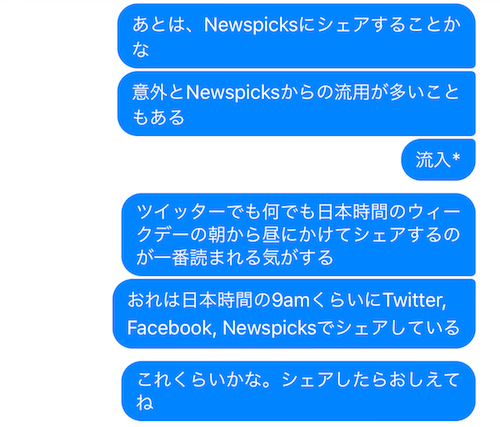 あとは、Newspicksにシェアすることか
な
意外とNewspicksからの流用が多いこと
もある
流入*
ツイッターでも何でも日本時間のウィー
クデーの朝から昼にかけてシェアするの
が一番読まれる気がする
おれは日本時間の9amくらいにTwitter,
Facebook, Newspicksでシェアしている
これくらいかな。シェアしたらおしえて
ね